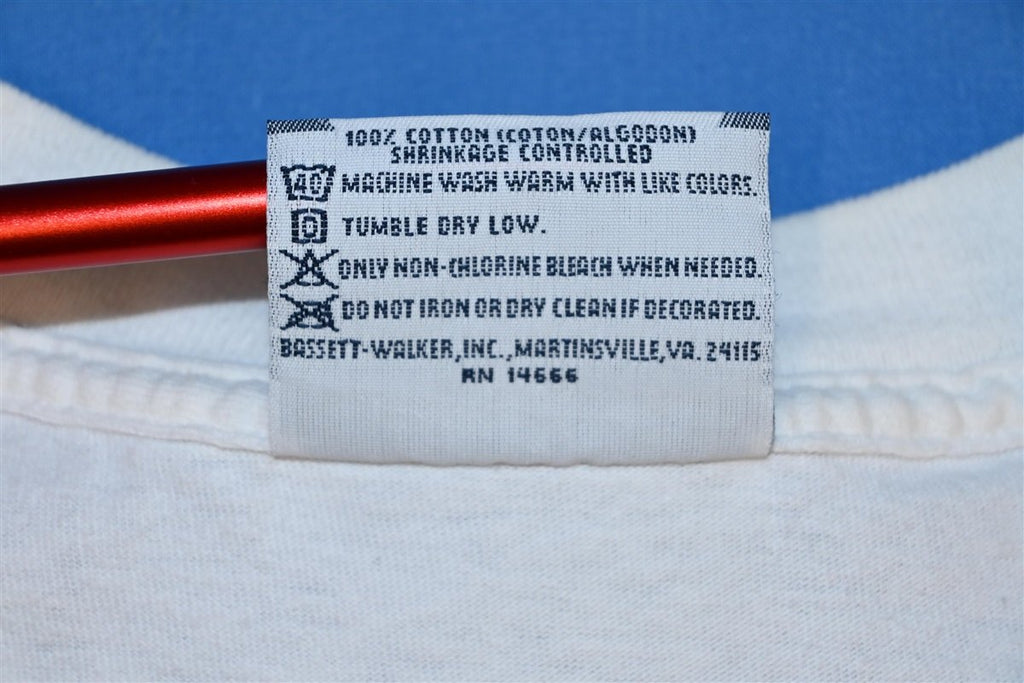 100% COTTON (COTON/ALGODON)
SHRINKAGE CONTROLLED
40 MACHINE WASH WARM WITH LIKE COLORS.
TUMBLE DRY LOW.
ONLY NON-CHLORINE BLEACH WHEN NEEDED.
DO NOT IRON OR DRY CLEAN IF DECORATED.
BASSETT-WALKER, INC., MARTINSVILLE, VA. 24115
RN 14666